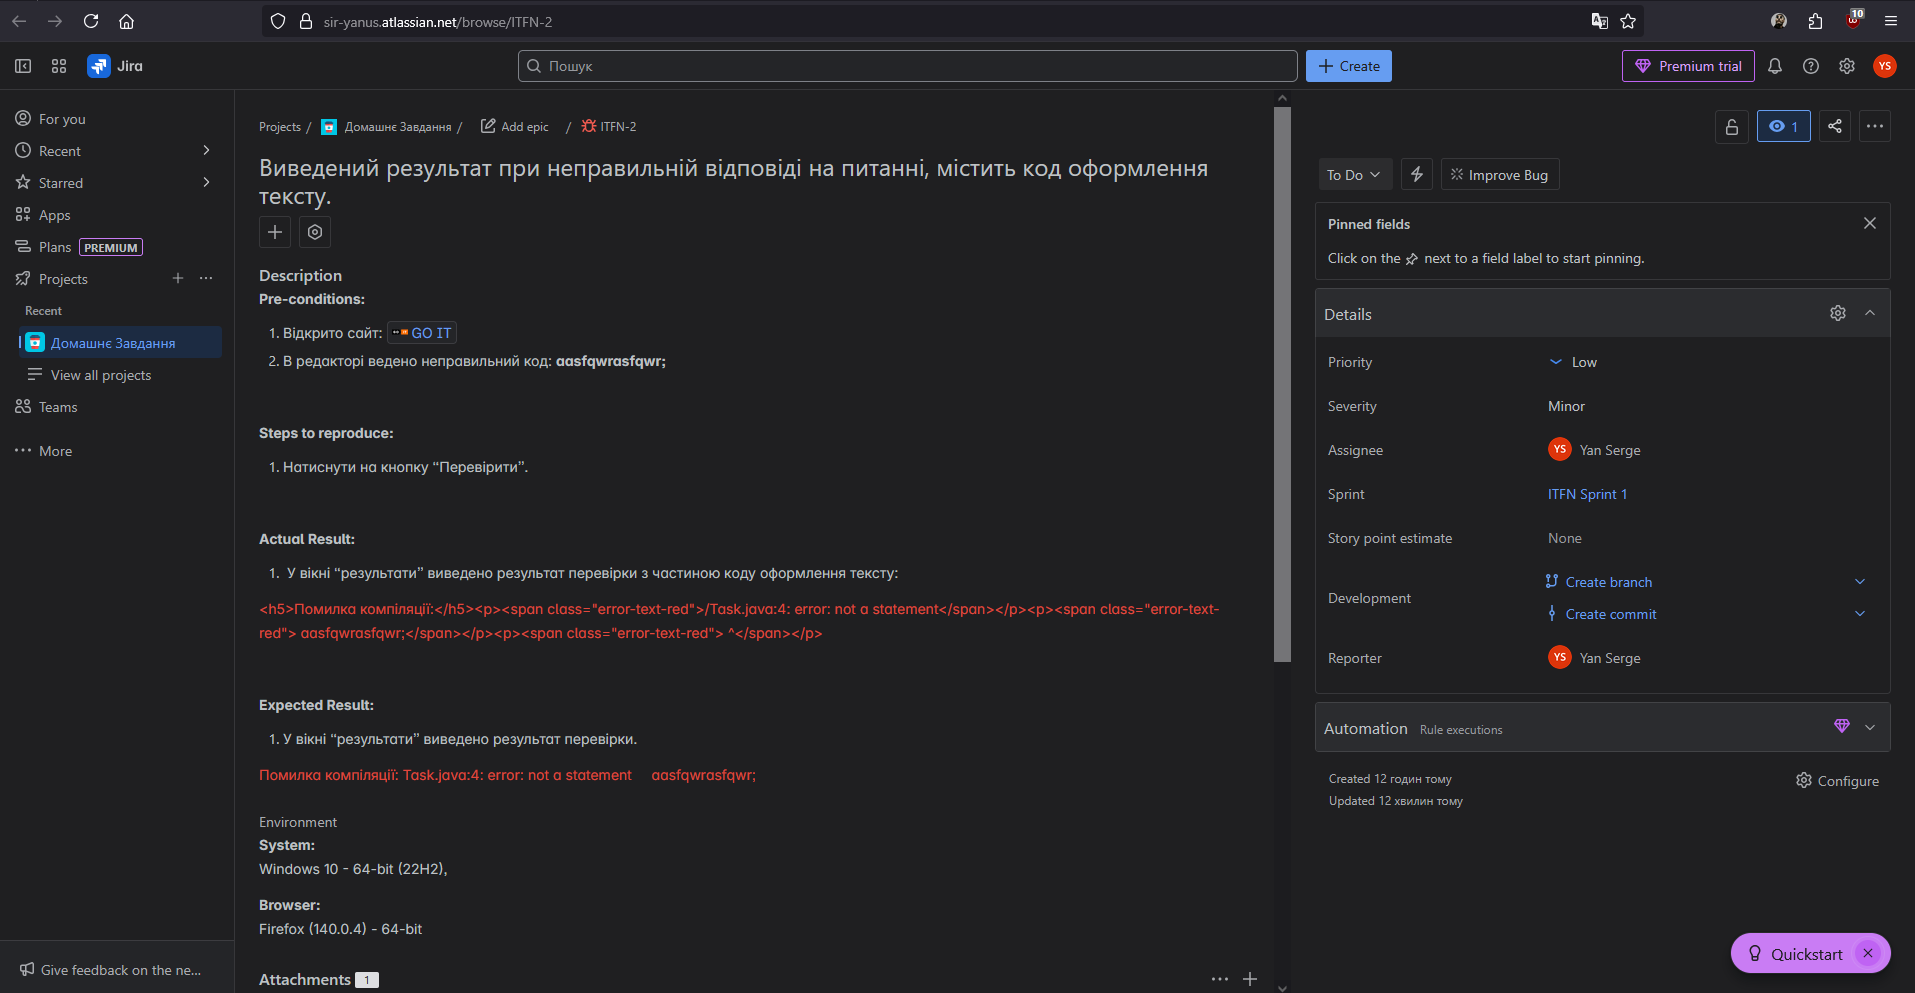 sir-yanus.atlassian.net/browse/ITFN-2
10
Jira
Пошук
Create
Premium trial
YS
For you
Recent
Starred
Apps
Plans PREMIUM
Projects
Recent
Домашнє Завдання
View all projects
Teams
More
Give feedback on the ne...
Projects / Домашнє Завдання / Add epic / ITFN-2
Виведений результат при неправильній відповіді на питанні, містить код оформлення
тексту.
Description
Pre-conditions:
1. Відкрито сайт: GO IT
2. В редакторі ведено неправильний код: aasfqwrasfqwr;
Steps to reproduce:
1. Натиснути на кнопку “Перевірити”.
Actual Result:
1. У вікні “результати” виведено результат перевірки з частиною коду оформлення тексту:
<h5>Помилка компіляції:</h5><p><span class="error-text-red">/Task.java:4: error: not a statement</span></p><p><span class="error-text-
red"> aasfqwrasfqwr;</span></p><p><span class="error-text-red"> ^</span></p>
Expected Result:
1. У вікні “результати” виведено результат перевірки.
Помилка компіляції: Task.java:4: error: not a statement aasfqwrasfqwr;
Environment
System:
Windows 10 - 64-bit (22H2),
Browser:
Firefox (140.0.4) - 64-bit
Attachments 1
1
To Do
Improve Bug
Pinned fields
Click on the next to a field label to start pinning.
Details
Priority Low
Severity Minor
Assignee YS Yan Serge
Sprint ITFN Sprint 1
Story point estimate None
Development Create branch
Create commit
Reporter YS Yan Serge
Automation Rule executions
Created 12 годин тому
Updated 12 хвилин тому
Configure
Quickstart